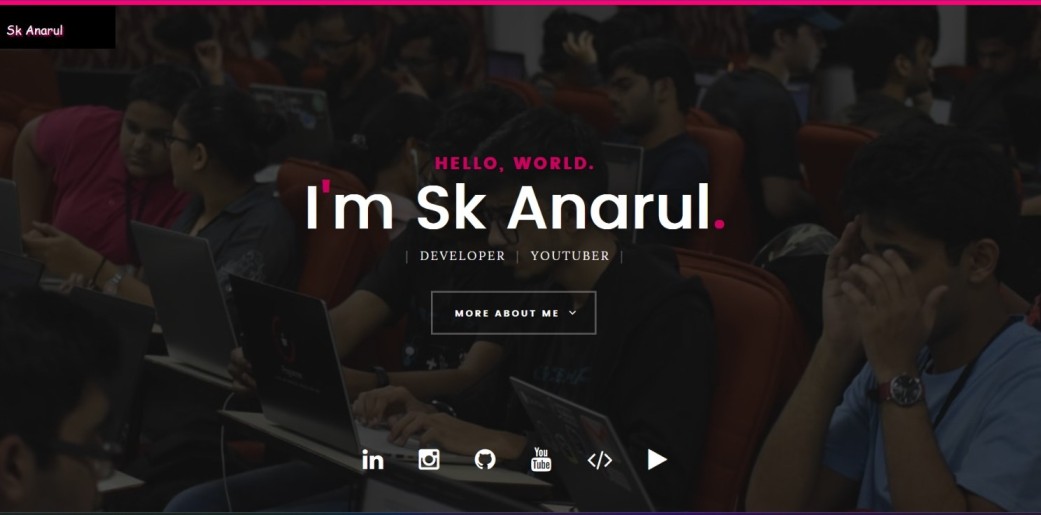 Sk Anarul
HELLO, WORLD.
I'm Sk Anarul.
| DEVELOPER | YOUTUBER |
MORE ABOUT ME
in
You
Tube
</>